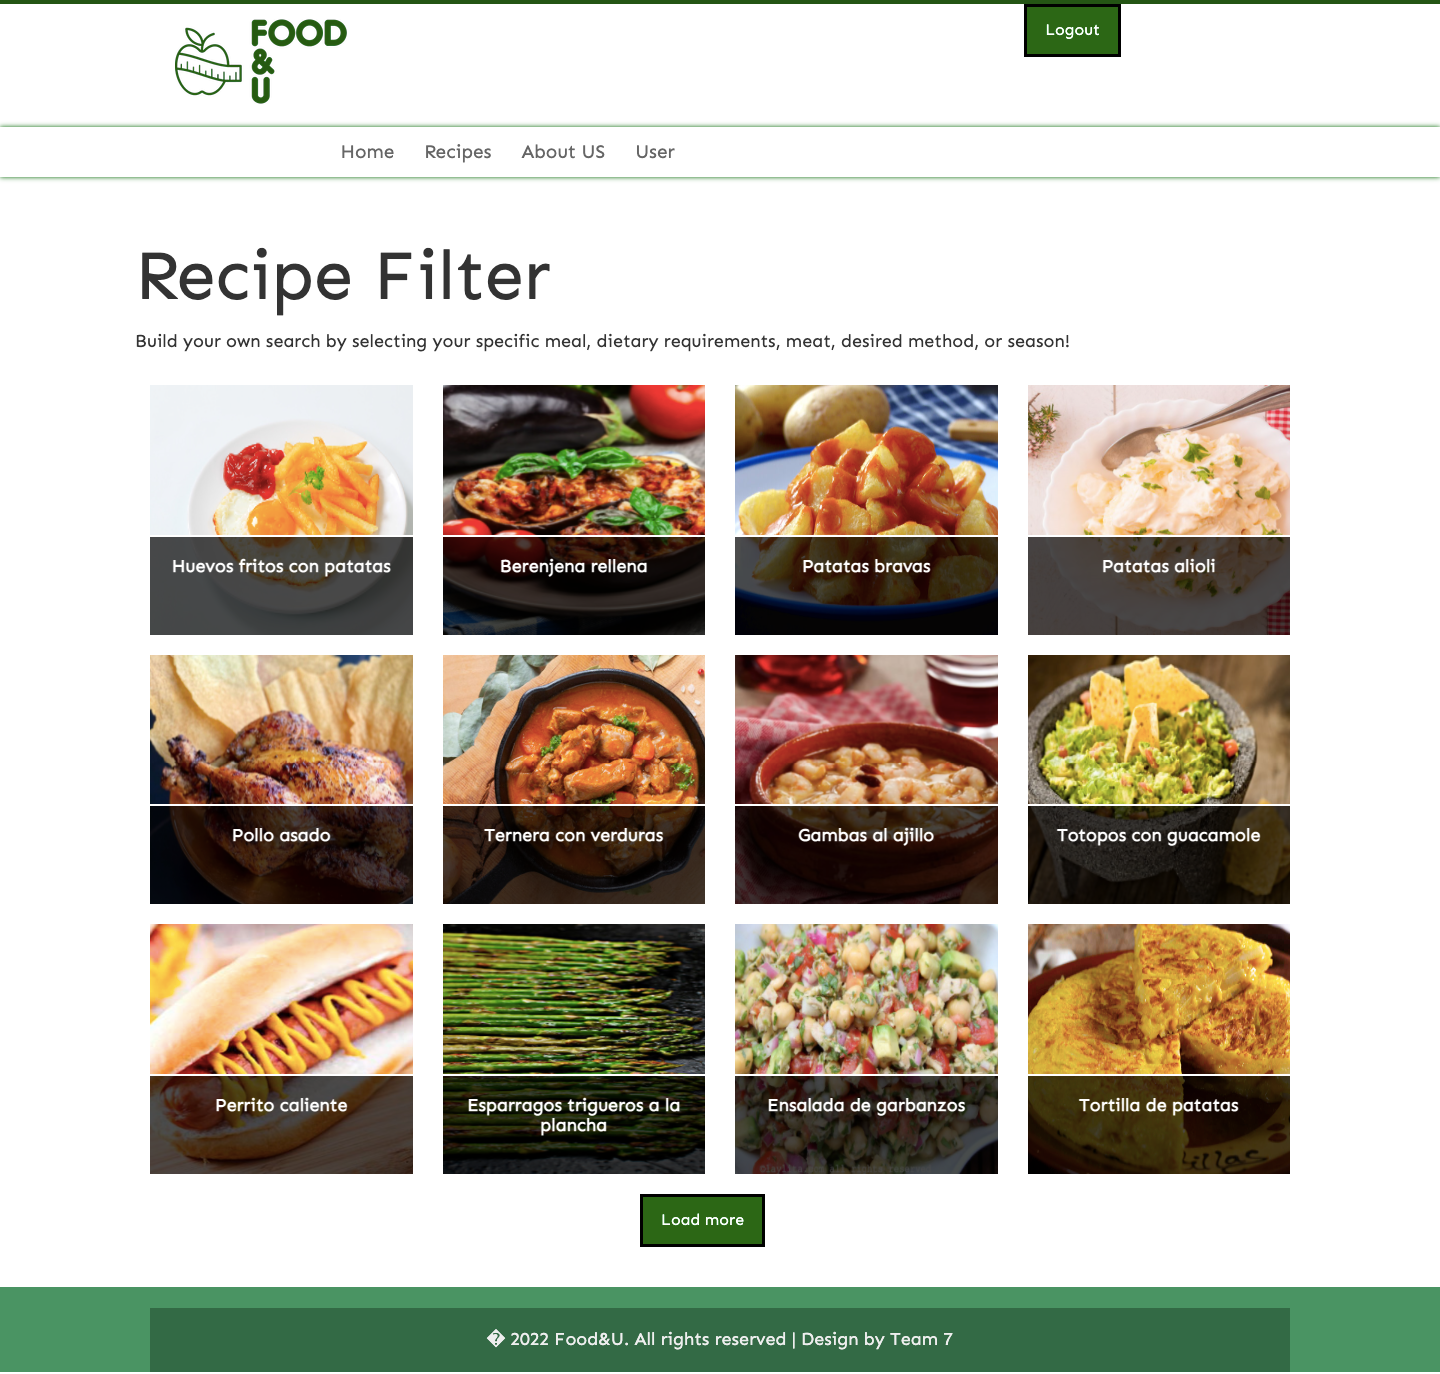 FOOD
&
U
Logout
Home Recipes About US User
Recipe Filter
Build your own search by selecting your specific meal, dietary requirements, meat, desired method, or season!
Huevos fritos con patatas
Berenjena rellena
Patatas bravas
Patatas alioli
Pollo asado
Ternera con verduras
Gambas al ajillo
Totopos con guacamole
Perrito caliente
Esparragos trigueros a la
plancha
Ensalada de garbanzos
Tortilla de patatas
Load more
� 2022 Food&U. All rights reserved | Design by Team 7